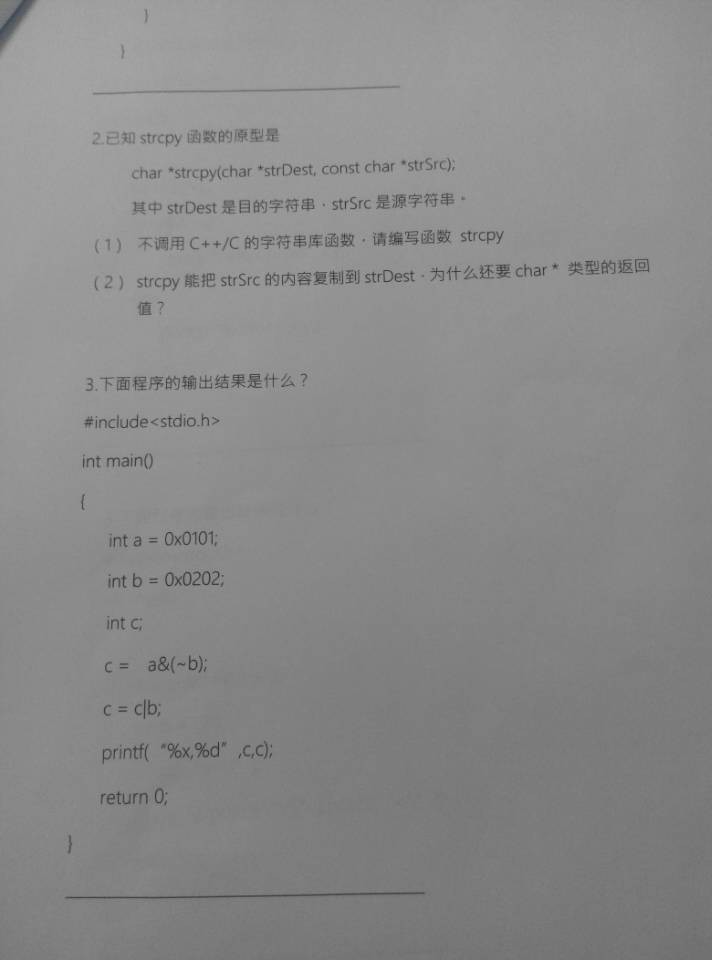 }
}
2.已知 strcpy 函数的原型是
char *strcpy(char *strDest, const char *strSrc);
其中 strDest 是目的字符串，strSrc 是源字符串。
(1) 不调用 C++/C 的字符串库函数，请编写函数 strcpy
(2) strcpy 能把 strSrc 的内容复制到 strDest，为什么还要 char * 类型的返回
值？
3.下面程序的输出结果是什么？
#include<stdio.h>
int main()
{
int a = 0x0101;
int b = 0x0202;
int c;
c = a&(~b);
c = c|b;
printf( “%x,%d” ,c,c);
return 0;
}